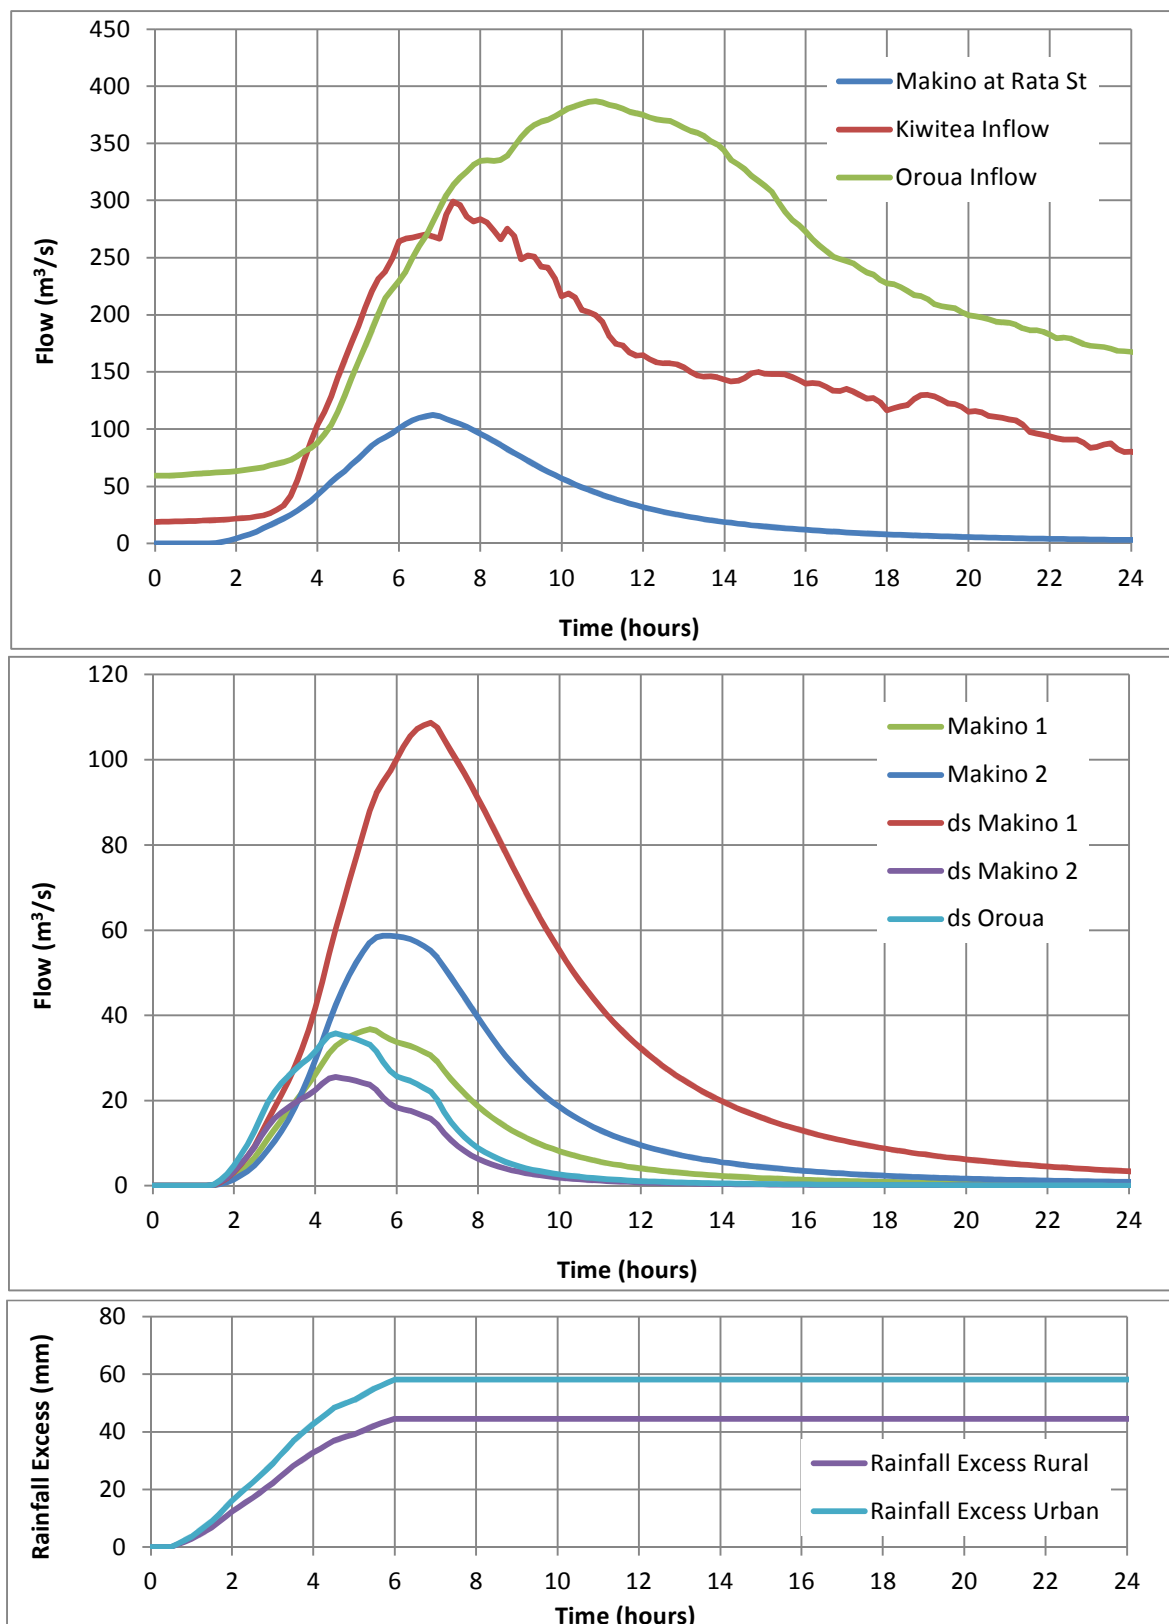 450
400
350
300
250
200
150
100
50
0
Flow (m³/s)
Makino at Rata St
Kiwitea Inflow
Oroua Inflow
0 2 4 6 8 10 12 14 16 18 20 22 24
Time (hours)
120
100
80
60
40
20
0
Flow (m³/s)
Makino 1
Makino 2
ds Makino 1
ds Makino 2
ds Oroua
0 2 4 6 8 10 12 14 16 18 20 22 24
Time (hours)
80
60
40
20
0
Rainfall Excess (mm)
Rainfall Excess Rural
Rainfall Excess Urban
0 2 4 6 8 10 12 14 16 18 20 22 24
Time (hours)